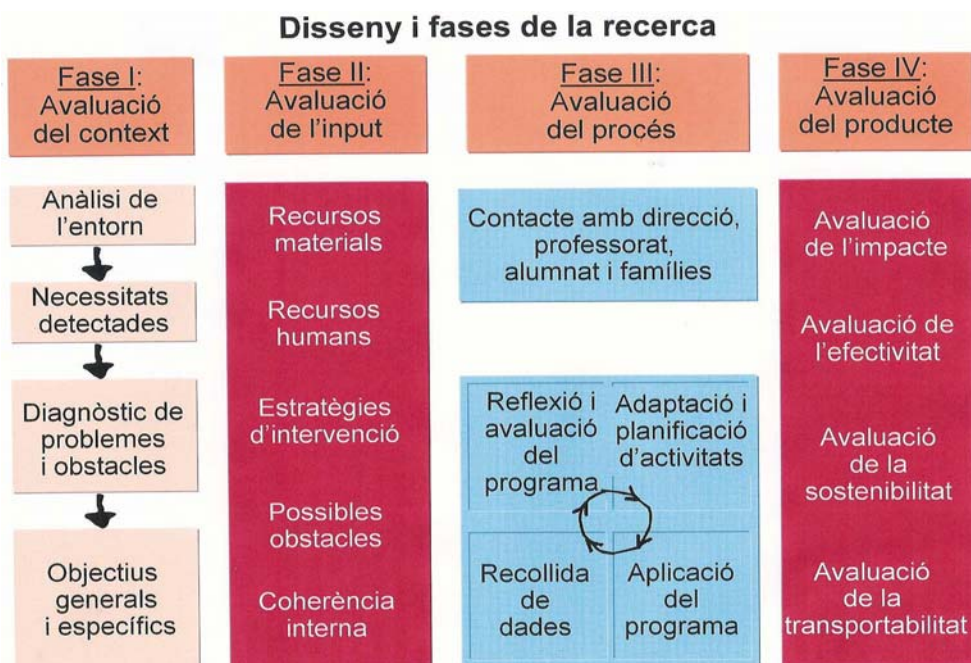 Disseny i fases de la recerca
Fase I:
Avaluació
del context
Fase II:
Avaluació
de l'input
Fase III:
Avaluació
del procés
Fase IV:
Avaluació
del producte
Anàlisi de
l'entorn
Necessitats
detectades
Diagnòstic de
problemes
i obstacles
Objectius
generals
i específics
Recursos
materials
Recursos
humans
Estratègies
d'intervenció
Possibles
obstacles
Coherència
interna
Contacte amb direcció,
professorat,
alumnat i famílies
Reflexió i
avaluació
del
programa
Adaptació i
planificació
d'activitats
Recollida
de
dades
Aplicació
del
programa
Avaluació
de l'impacte
Avaluació de
l'efectivitat
Avaluació
de la
sostenibilitat
Avaluació
de la
transportabilitat